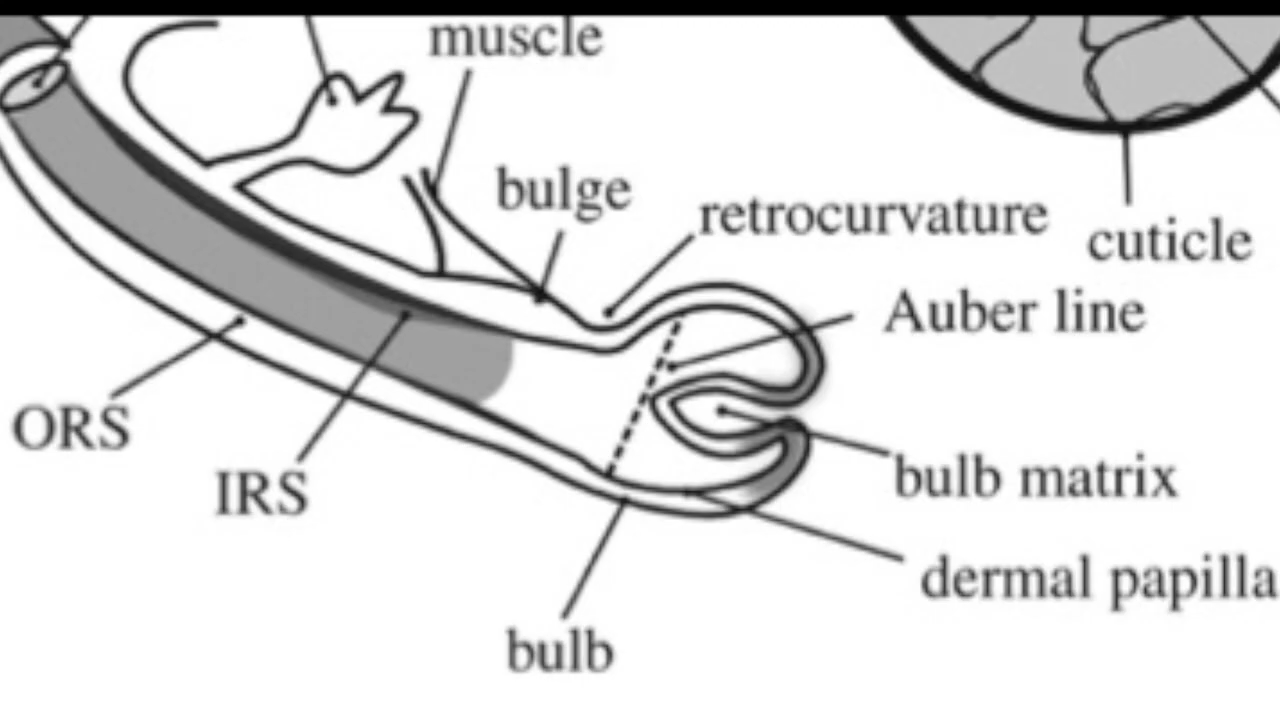 muscle
bulge
retrocurvature
cuticle
Auber line
ORS
IRS
bulb matrix
dermal papilla
bulb